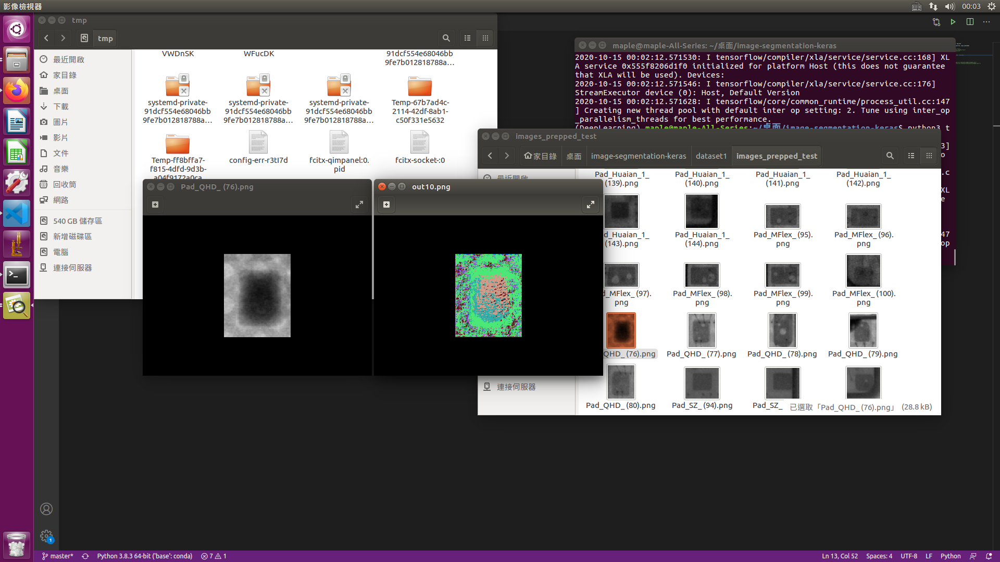 影像檢視器
00:03
tmp
tmp
最近開啟
家目錄
桌面
下載
圖片
影片
文件
音樂
回收筒
網路
540 GB 儲存區
新增磁碟區
電腦
連接伺服器
VWDnSK
WFucDK
91dcf554e68046bb
9fe7b012818788a…
systemd-private-
91dcf554e68046bb
9fe7b012818788a…
systemd-private-
91dcf554e68046bb
9fe7b012818788a…
systemd-private-
91dcf554e68046bb
9fe7b012818788a…
Temp-67b7ad4c-
2114-42df-8ab1-
c50f331e5632
Temp-ff8bffa7-
f815-4dfd-9d3b-
a04f9172a0ca
config-err-r3tI7d
fcitx-qimpanel:0.
pid
fcitx-socket-:0
maple@maple-All-Series: ~/桌面/image-segmentation-keras
2020-10-15 00:02:12.571530: I tensorflow/compiler/xla/service/service.cc:168] XL
A service 0x555f8206d1f0 initialized for platform Host (this does not guarantee
that XLA will be used). Devices:
2020-10-15 00:02:12.571546: I tensorflow/compiler/xla/service/service.cc:176]
StreamExecutor device (0): Host, Default Version
2020-10-15 00:02:12.571628: I tensorflow/core/common_runtime/process_util.cc:147
] Creating new thread pool with default inter op setting: 2. Tune using inter_op
_parallelism_threads for best performance.
(DeepLearning) maple@maple-All-Series:~/桌面/image-segmentation-keras$ python3 t
3]
o
.c
XL
e
47
op
images_prepped_test
家目錄
桌面
image-segmentation-keras
dataset1
images_prepped_test
最近開啟
連接伺服器
Pad_Huaian_1_
(139).png
Pad_Huaian_1_
(140).png
Pad_Huaian_1_
(141).png
Pad_Huaian_1_
(142).png
d_Huaian_1_
(143).png
Pad_Huaian_1_
(144).png
Pad_MFlex_ (95).
png
Pad_MFlex_ (96).
png
d_MFlex_ (97).
png
Pad_MFlex_ (98).
png
Pad_MFlex_ (99).
png
Pad_MFlex_ (100).
png
QHD_ (76).png
Pad_QHD_ (77).png
Pad_QHD_ (78).png
Pad_QHD_ (79).png
Pad_QHD_ (80).png
Pad_SZ_ (94).png
Pad_SZ_
已選取「Pad_QHD_ (76).png」 (28.8 kB)
Pad_QHD_ (76).png
out10.png
1
master*
Python 3.8.3 64-bit ('base': conda)
7
1
Ln 13, Col 52
Spaces: 4
UTF-8
LF
Python